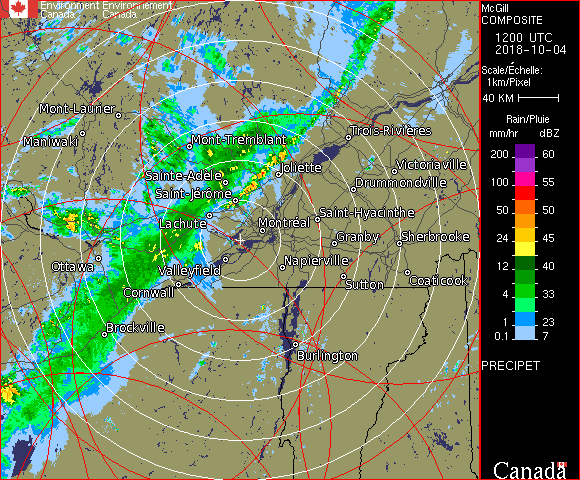 Environment Environnement
Canada Canada
McGill
COMPOSITE
1200 UTC
2018-10-04
Scale/Échelle:
1km/Pixel
40 KM
Rain/Pluie
mm/hr dBZ
200 60
100 55
50 50
24 45
12 40
4 33
1 23
0.1 7
PRECIPET
Canada
Mont-Laurier
Maniwaki
Mont-Tremblant
Trois-Rivières
Joliette
Victoriaville
Sainte-Adèle
Drummondville
Saint-Jérôme
Saint-Hyacinthe
Lachute
Montréal
Granby
Sherbrooke
Ottawa
Valleyfield
Napierville
Sutton
Coaticook
Cornwall
Brockville
Burlington